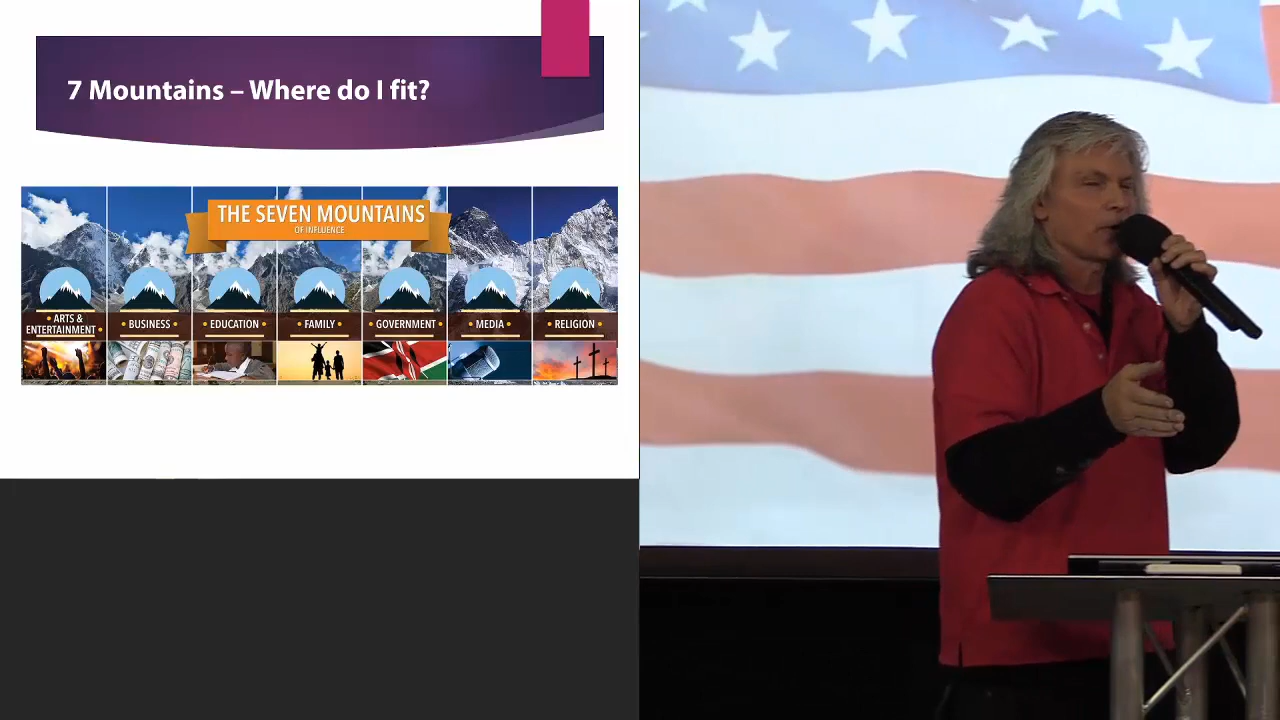 7 Mountains – Where do I fit?
THE SEVEN MOUNTAINS
OF INFLUENCE
• ARTS &
ENTERTAINMENT •
• BUSINESS •
• EDUCATION •
• FAMILY •
• GOVERNMENT •
• MEDIA •
• RELIGION •